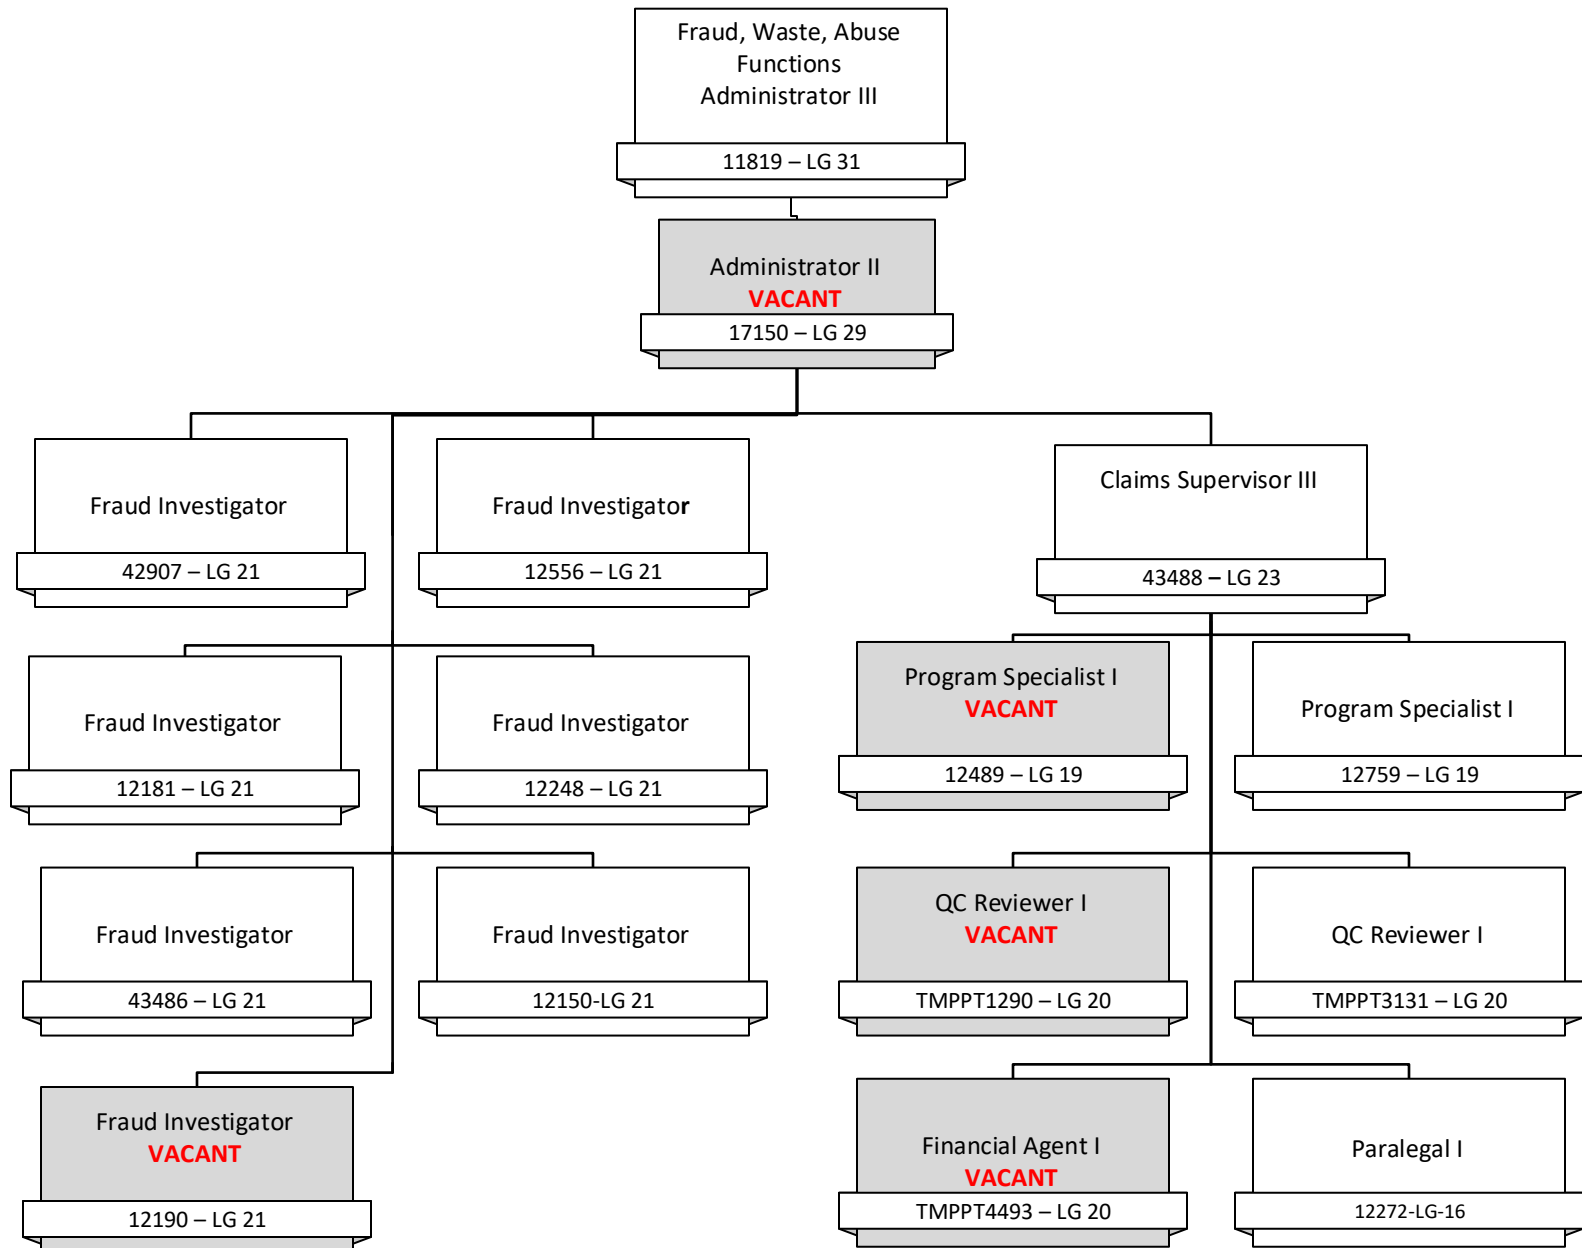 Fraud, Waste, Abuse
Functions
Administrator III
11819 – LG 31
Administrator II
VACANT
17150 – LG 29
Fraud Investigator
42907 – LG 21
Fraud Investigator
12556 – LG 21
Claims Supervisor III
43488 – LG 23
Fraud Investigator
12181 – LG 21
Fraud Investigator
12248 – LG 21
Program Specialist I
VACANT
12489 – LG 19
Program Specialist I
12759 – LG 19
Fraud Investigator
43486 – LG 21
Fraud Investigator
12150-LG 21
QC Reviewer I
VACANT
TMPPT1290 – LG 20
QC Reviewer I
TMPPT3131 – LG 20
Fraud Investigator
VACANT
12190 – LG 21
Financial Agent I
VACANT
TMPPT4493 – LG 20
Paralegal I
12272-LG-16